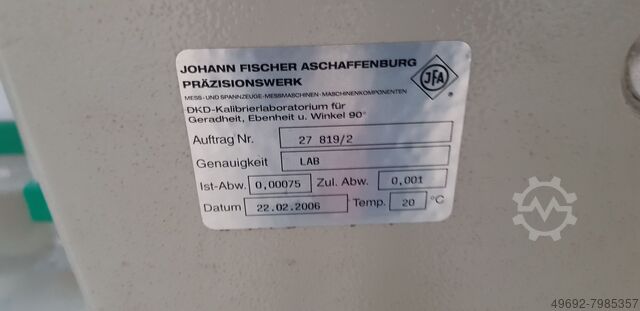 JOHANN FISCHER ASCHAFFENBURG
PRÄZISIONSWERK
MESS- UND SPANNZEUGE · MESSMASCHINEN · MASCHINENKOMPONENTEN
DKD-Kalibrierlaboratorium für
Geradheit, Ebenheit u. Winkel 90°
JFA
®
Auftrag Nr. 27 819/2
Genauigkeit LAB
Ist-Abw. 0,00075 Zul. Abw. 0,001
Datum 22.02.2006 Temp. 20 °C
49692-7985357